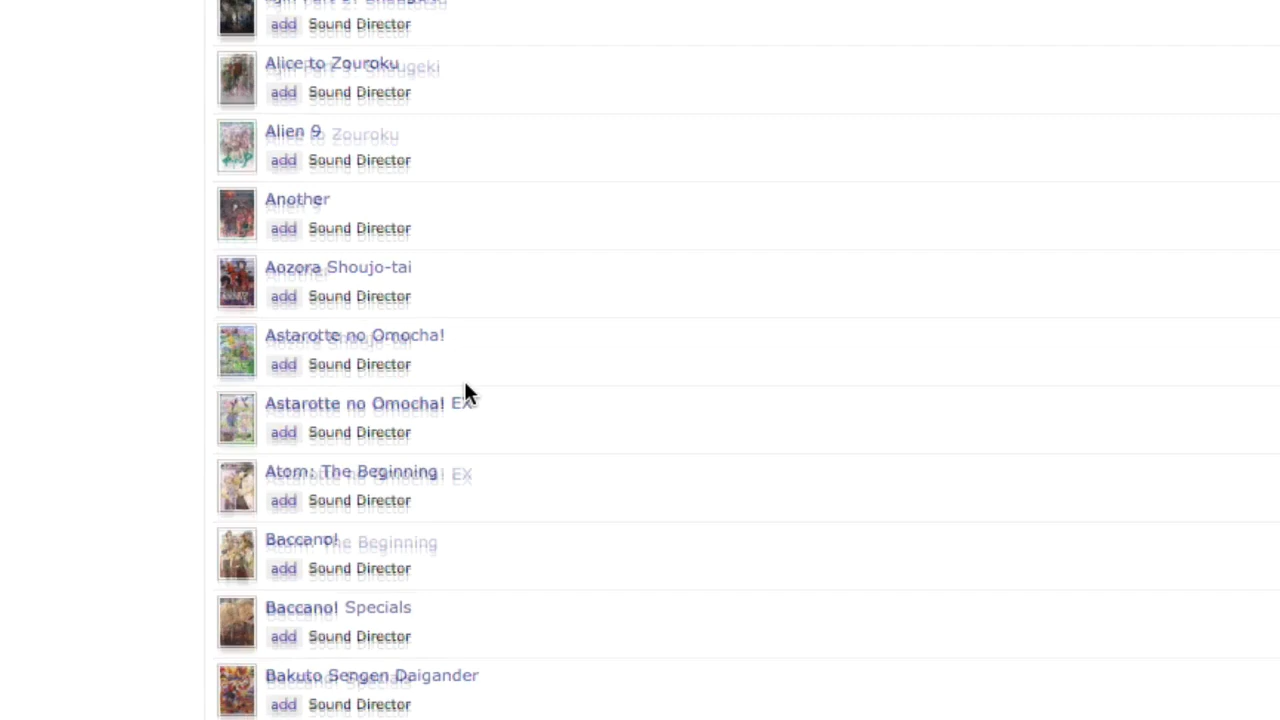 add Sound Director
Alice to Zouroku
add Sound Director
Alien 9
add Sound Director
Another
add Sound Director
Aozora Shoujo-tai
add Sound Director
Astarotte no Omocha!
add Sound Director
Astarotte no Omocha! EX
add Sound Director
Atom: The Beginning
add Sound Director
Baccano!
add Sound Director
Baccano! Specials
add Sound Director
Bakuto Sengen Daigander
add Sound Director